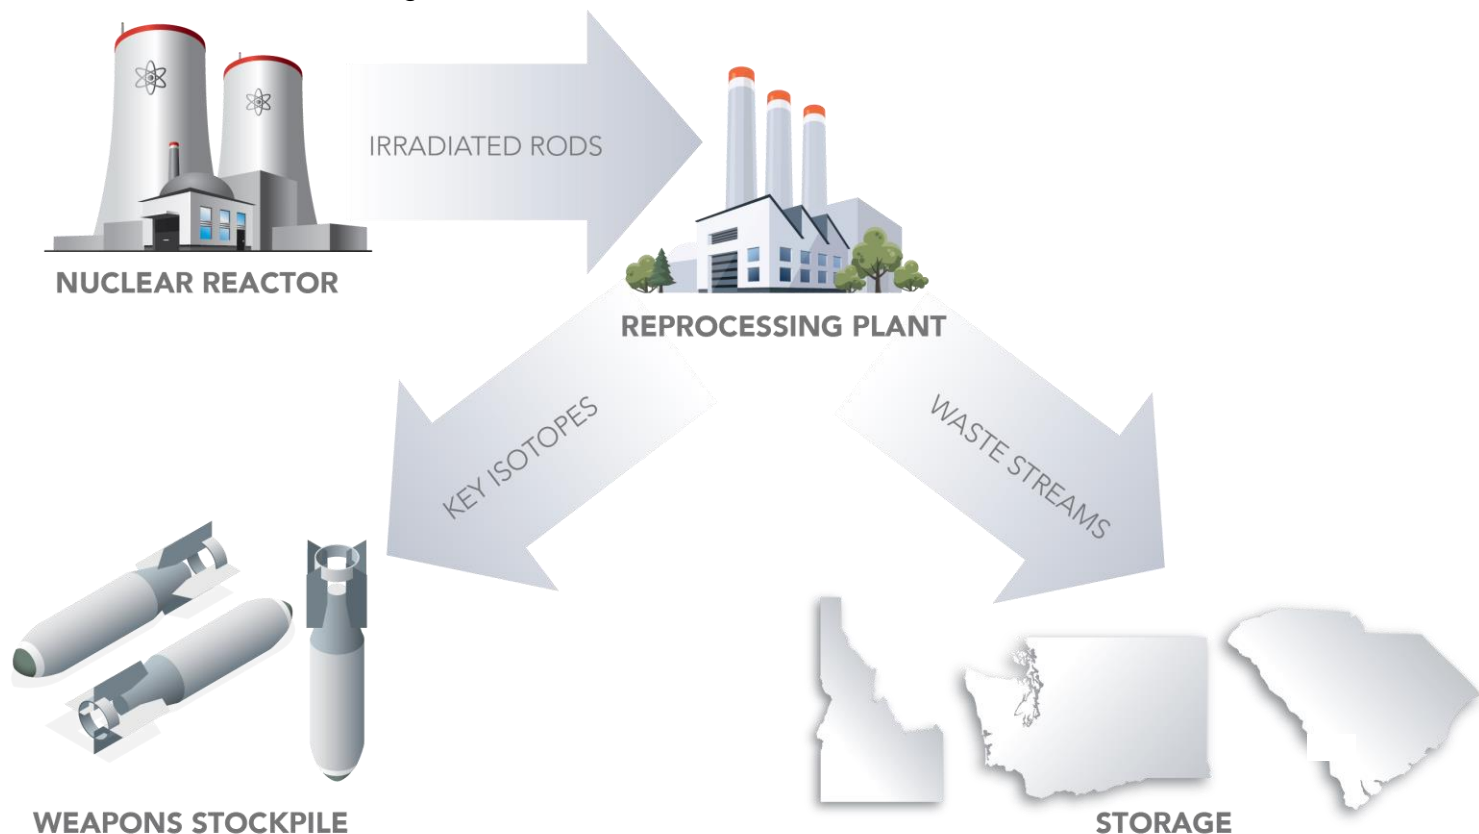 IRRADIATED RODS
NUCLEAR REACTOR
REPROCESSING PLANT
KEY ISOTOPES
WASTE STREAMS
WEAPONS STOCKPILE
STORAGE